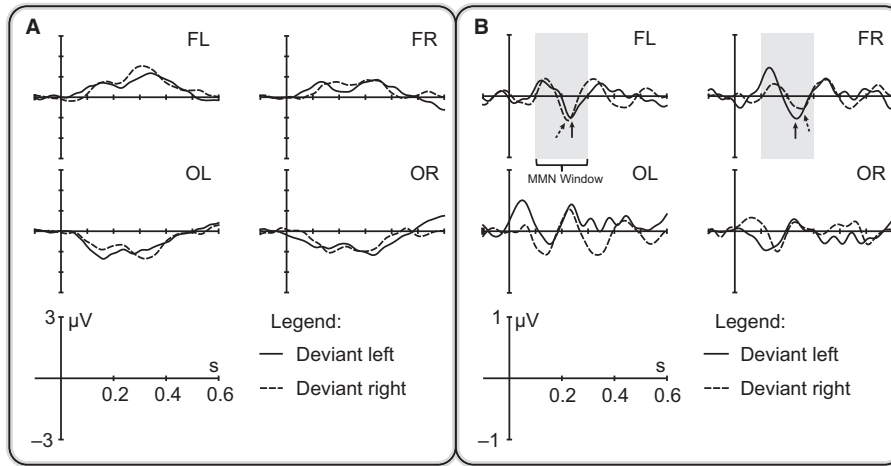 A
FL
FR
OL
OR
3
µV
s
0.2
0.4
0.6
–3
Legend:
Deviant left
Deviant right
B
FL
FR
MMN Window
OL
OR
1
µV
s
0.2
0.4
0.6
–1
Legend:
Deviant left
Deviant right